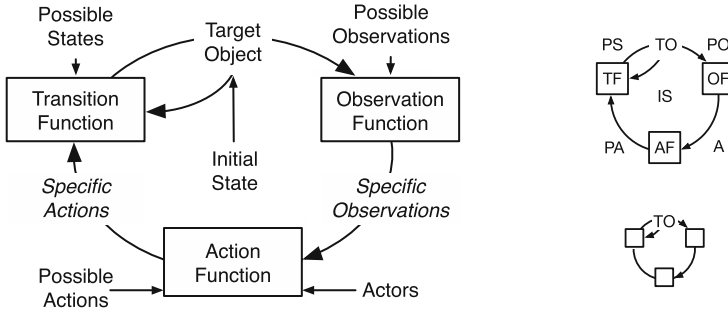 Possible
States
Target
Object
Possible
Observations
Transition
Function
Observation
Function
Initial
State
Specific
Actions
Specific
Observations
Action
Function
Possible
Actions
Actors
PS
TO
PO
TF
OF
IS
PA
AF
A
TO